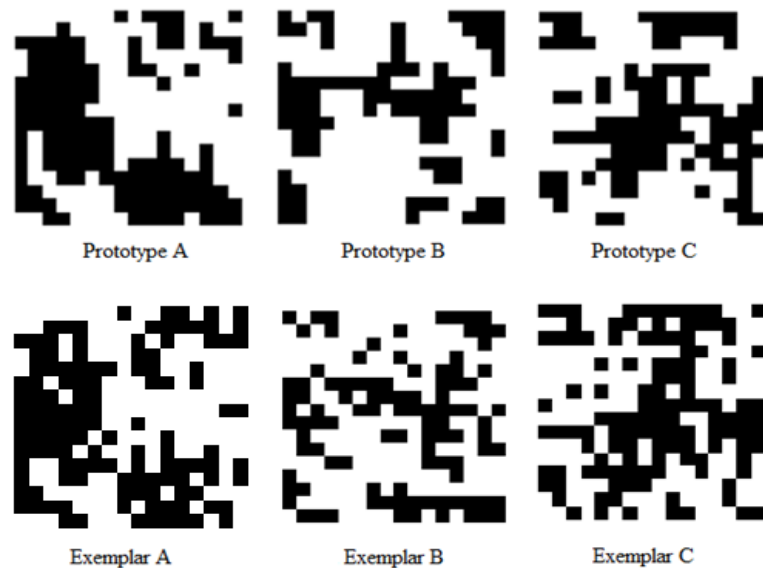 Prototype A
Prototype B
Prototype C
Exemplar A
Exemplar B
Exemplar C